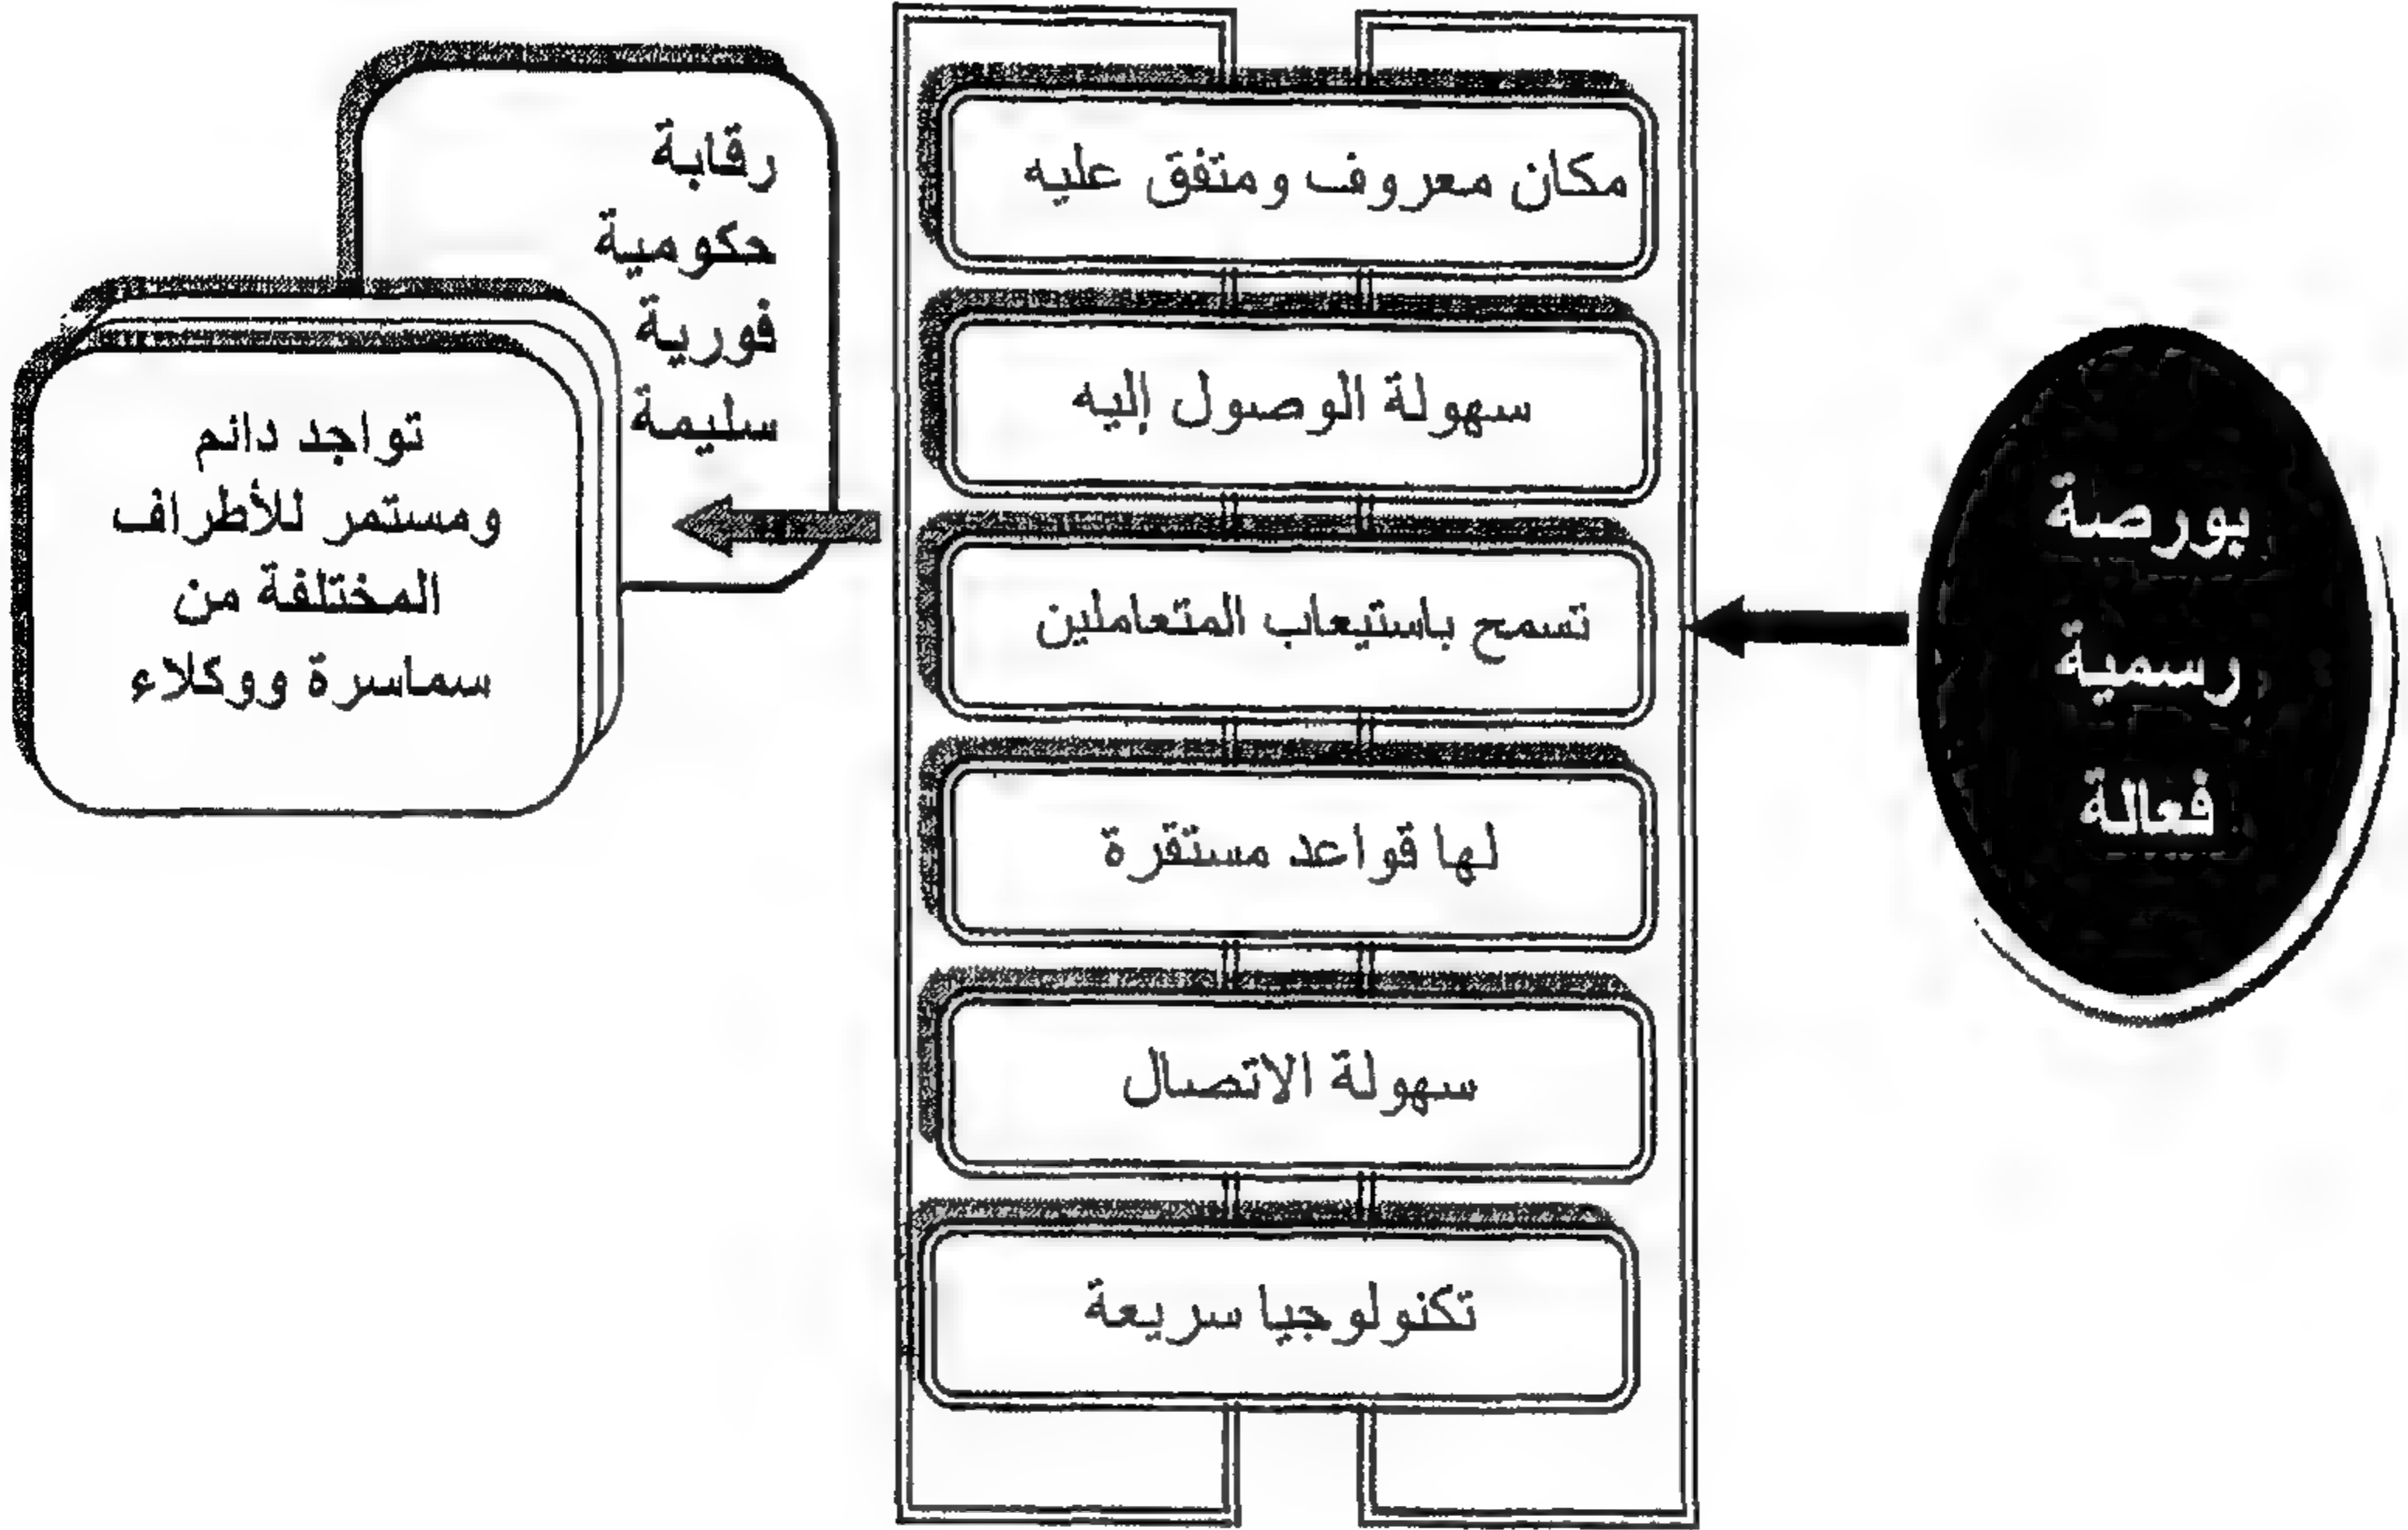 بورصة
رسمية
فعالة
مكان معروف ومتفق عليه
سهولة الوصول إليه
تسمح باستيعاب المتعاملين
لها قواعد مستقرة
سهولة الاتصال
تكنولوجيا سريعة
رقابة
حكومية
فورية
سليمة
تواجد دائم
ومستمر للأطراف
المختلفة من
سماسرة ووكلاء